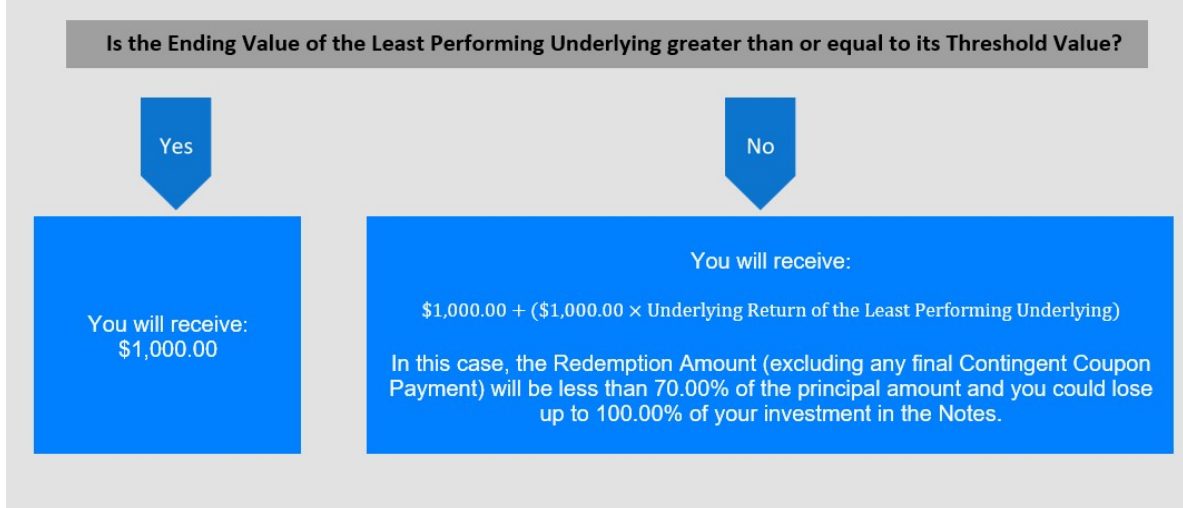 Is the Ending Value of the Least Performing Underlying greater than or equal to its Threshold Value?
Yes
No
You will receive:
$1,000.00
You will receive:
$1,000.00 + ($1,000.00 × Underlying Return of the Least Performing Underlying)
In this case, the Redemption Amount (excluding any final Contingent Coupon
Payment) will be less than 70.00% of the principal amount and you could lose
up to 100.00% of your investment in the Notes.